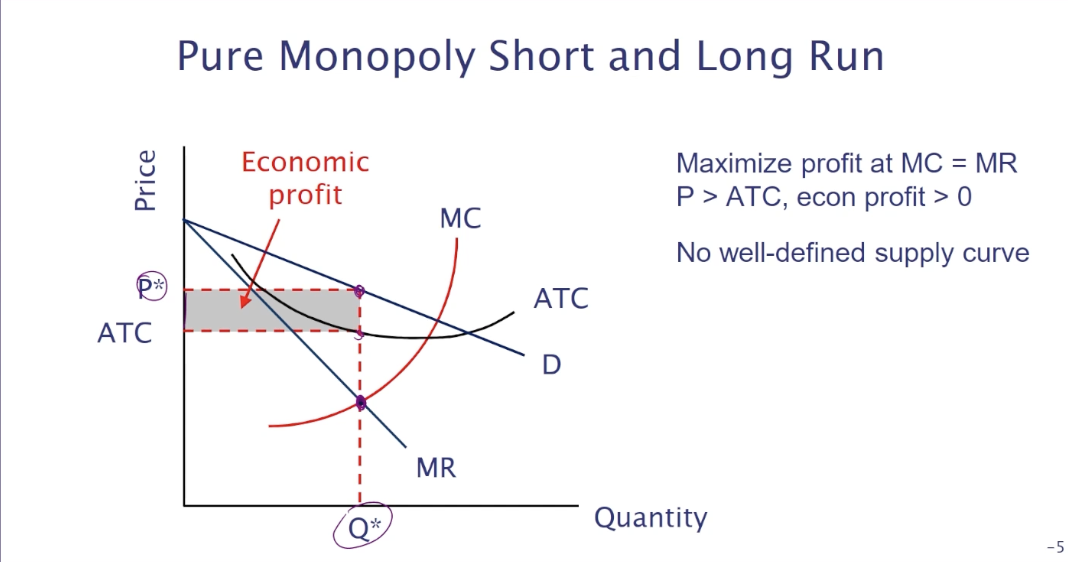 Pure Monopoly Short and Long Run
Price
Economic
profit
MC
P*
ATC
ATC
D
MR
Q*
Quantity
Maximize profit at MC = MR
P > ATC, econ profit > 0
No well-defined supply curve
-5